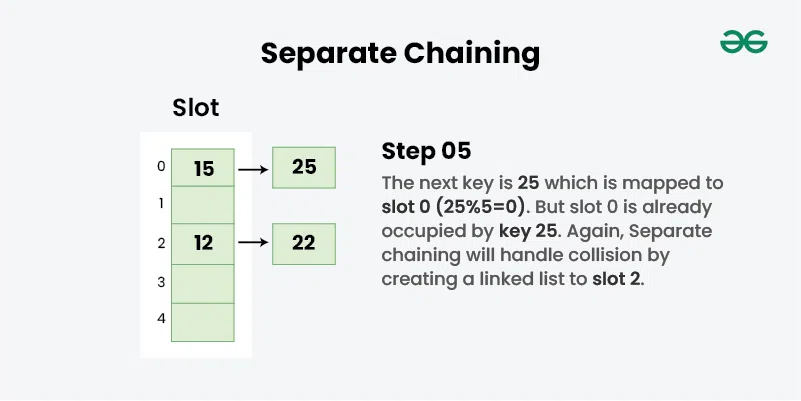 Separate Chaining
Slot
0 15 25
1
2 12 22
3
4
Step 05
The next key is 25 which is mapped to
slot 0 (25%5=0). But slot 0 is already
occupied by key 25. Again, Separate
chaining will handle collision by
creating a linked list to slot 2.